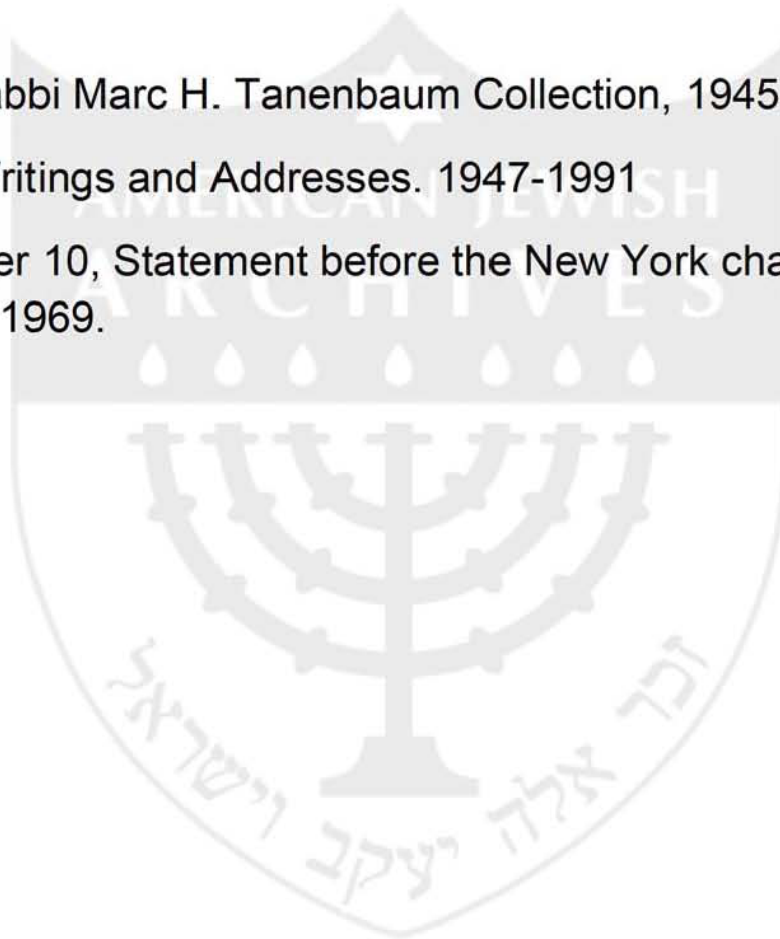 abbi Marc H. Tanenbaum Collection, 1945
ritings and Addresses. 1947-1991
er 10, Statement before the New York cha
1969.
AMERICAN JEWISH
ARCHIVES
זכר אלה יעקב וישראל